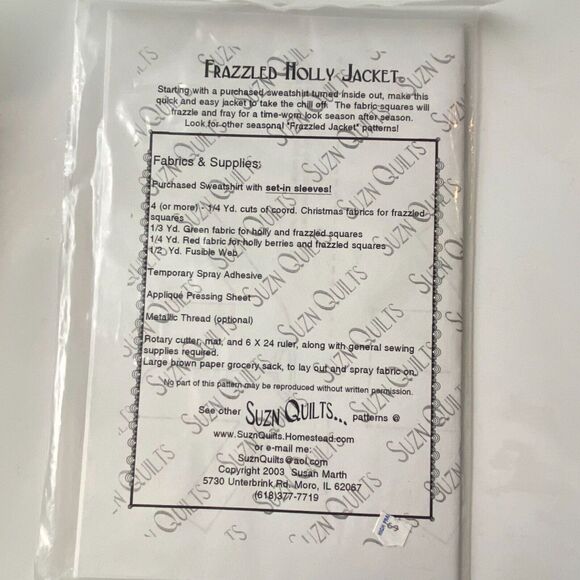 FRAZZLED HOLLY JACKET©
Starting with a purchased sweatshirt turned inside out, make this
quick and easy jacket to take the chill off. The fabric squares will
frazzle and fray for a time-worn look season after season.
Look for other seasonal "Frazzled Jacket" patterns!
Fabrics & Supplies:
Purchased Sweatshirt with set-in sleeves!
4 (or more) - 1/4 Yd. cuts of coord. Christmas fabrics for frazzled
squares
1/3 Yd. Green fabric for holly and frazzled squares
1/4 Yd. Red fabric for holly berries and frazzled squares
1/2 Yd. Fusible Web
Temporary Spray Adhesive
Appliqué Pressing Sheet
Metallic Thread (optional)
Rotary cutter, mat, and 6 X 24 ruler, along with general sewing
supplies required.
Large brown paper grocery sack, to lay out and spray fabric on.
No part of this pattern may be reproduced without written permission.
See other SUZN QUILTS... patterns @
www.SuznQuilts.Homestead.com
or e-mail me:
SuznQuilts@aol.com
Copyright 2003 Susan Marth
5730 Unterbrink Rd. Moro, IL 62067
(618)377-7719